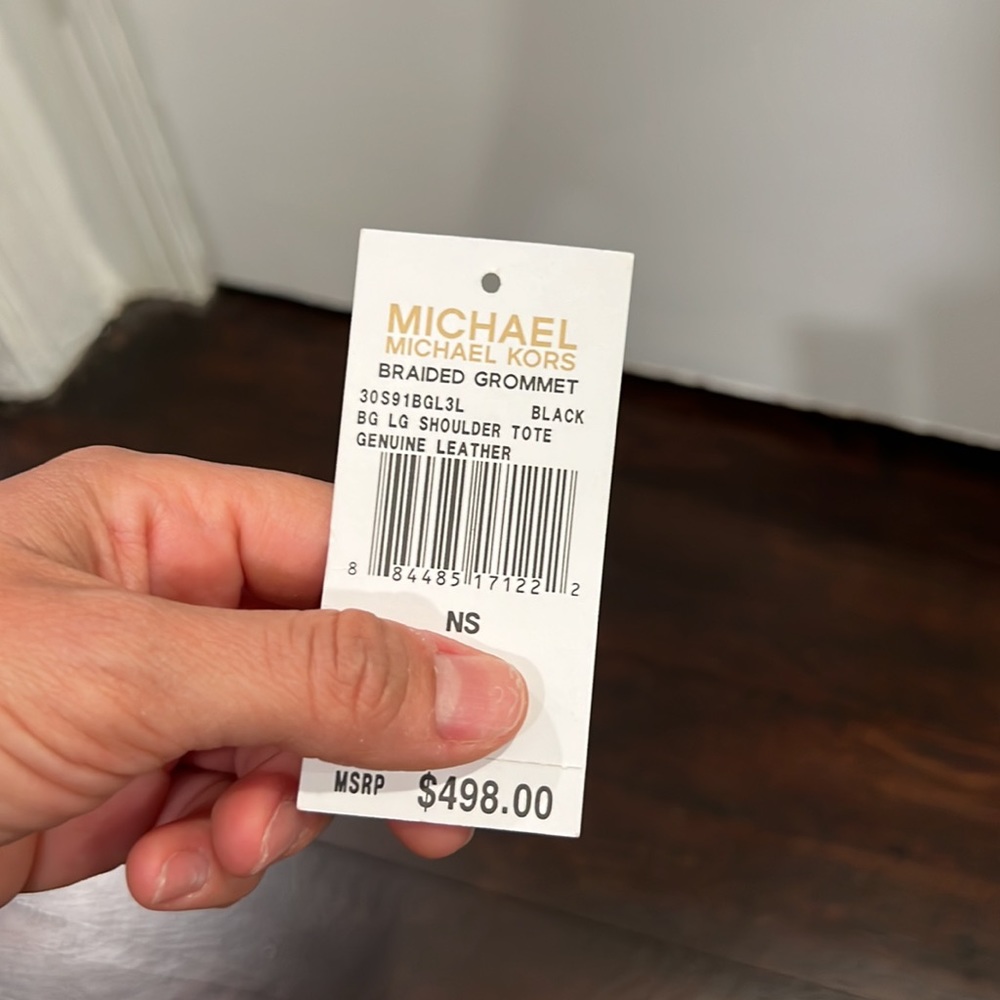 MICHAEL
MICHAEL KORS
BRAIDED GROMMET
30S91BGL3L BLACK
BG LG SHOULDER TOTE
GENUINE LEATHER
8 84485 17122 2
NS
MSRP $498.00